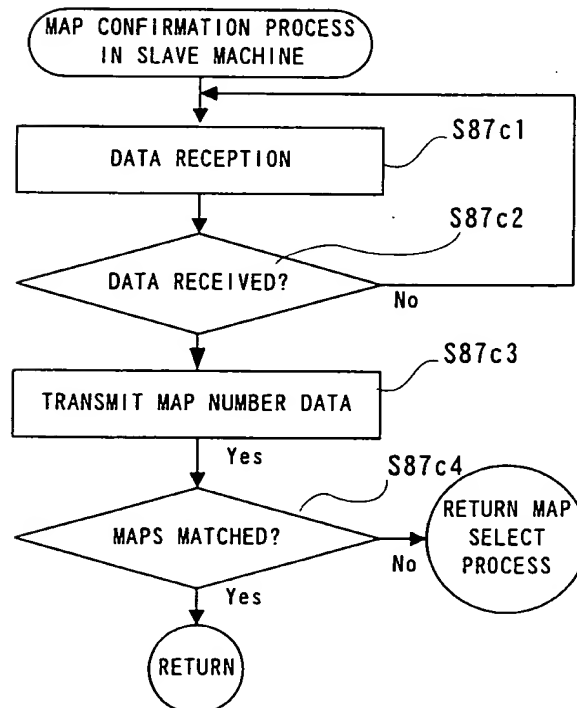 MAP CONFIRMATION PROCESS
IN SLAVE MACHINE
DATA RECEPTION
S87c1
DATA RECEIVED?
S87c2
No
TRANSMIT MAP NUMBER DATA
S87c3
Yes
MAPS MATCHED?
S87c4
No
RETURN MAP
SELECT
PROCESS
Yes
RETURN